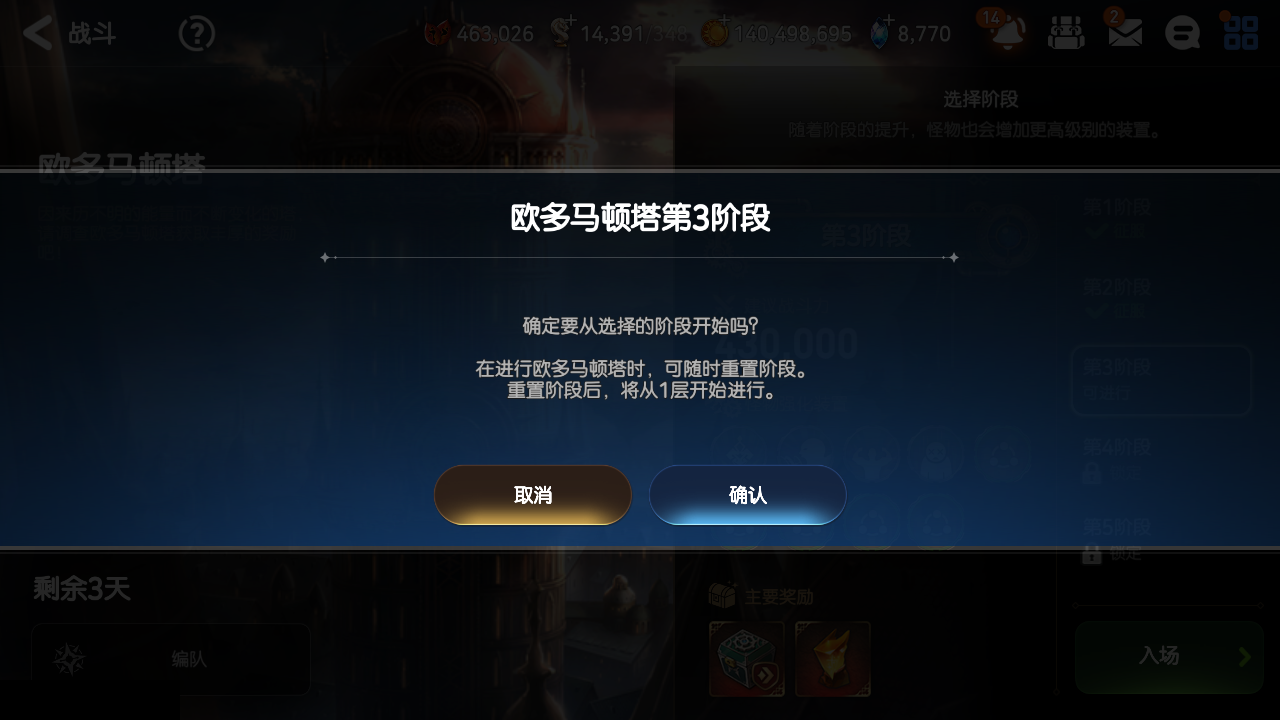 战斗
463,026
14,391/348
140,498,695
8,770
14
2
选择阶段
随着阶段的提升，怪物也会增加更高级别的装置。
欧多马顿塔
欧多马顿塔第3阶段
第1阶段
第3阶段
第2阶段
确定要从选择的阶段开始吗？
430,000
在进行欧多马顿塔时，可随时重置阶段。
重置阶段后，将从1层开始进行。
第3阶段
第4阶段
取消
确认
第5阶段
锁定
剩余3天
主要奖励
编队
入场